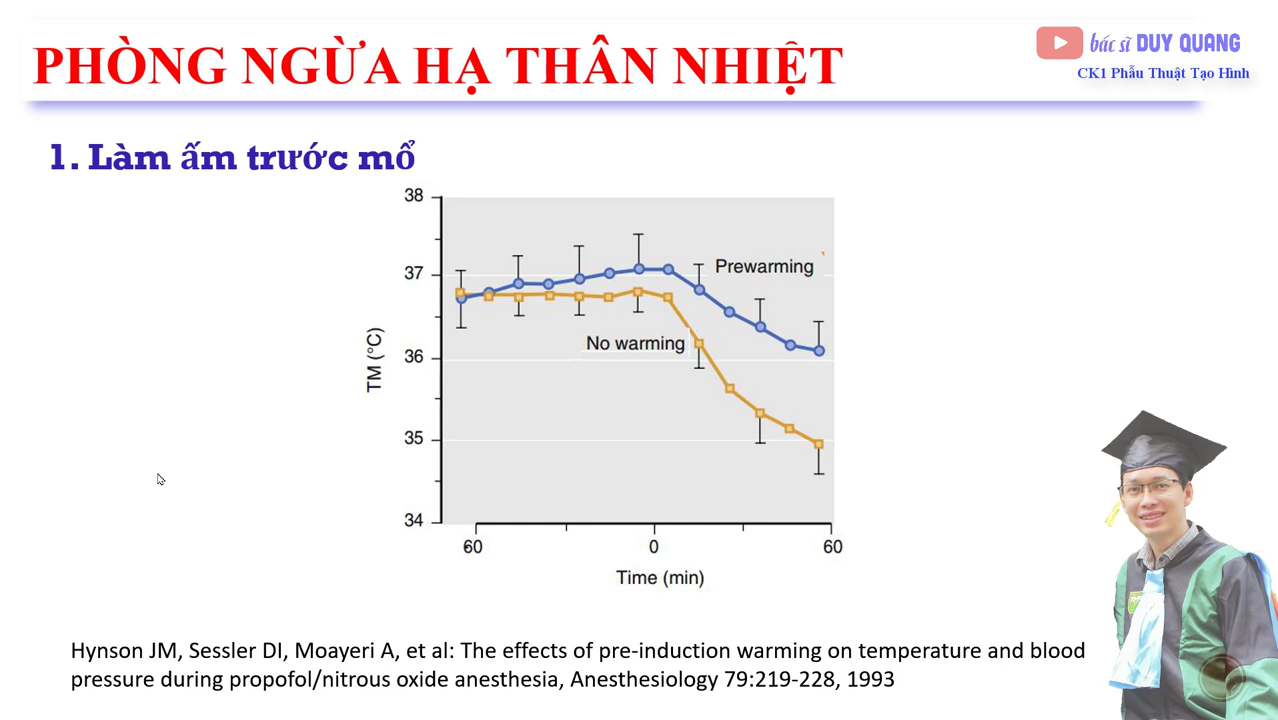 PHÒNG NGỪA HẠ THÂN NHIỆT
bác sĩ DUY QUANG
CK1 Phẫu Thuật Tạo Hình
1. Làm ấm trước mổ
38
37
36
35
34
TM (°C)
Prewarming
No warming
60 0 60
Time (min)
Hynson JM, Sessler DI, Moayeri A, et al: The effects of pre-induction warming on temperature and blood
pressure during propofol/nitrous oxide anesthesia, Anesthesiology 79:219-228, 1993